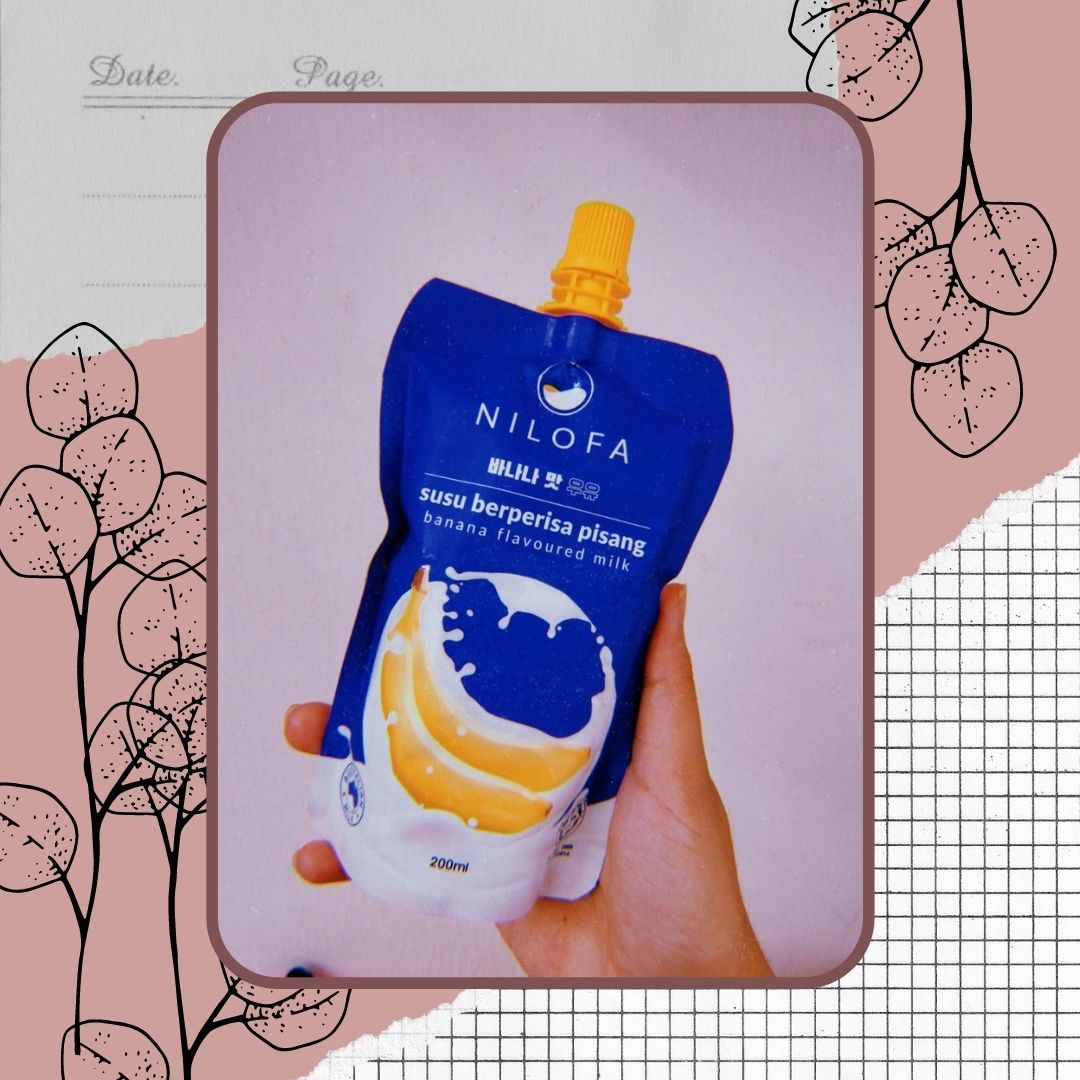 Date. Page.
NILOFA
바나나 맛 우유
susu berperisa pisang
banana flavoured milk
200ml